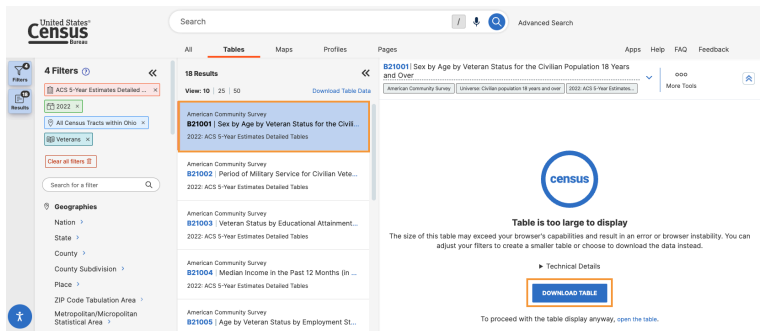 United States®
Census
Bureau
Search
/
Advanced Search
All Tables Maps Profiles Pages
Apps Help FAQ Feedback
4
Filters
18
Results
4 Filters ?
ACS 5-Year Estimates Detailed ... ×
2022 ×
All Census Tracts within Ohio ×
Veterans ×
Clear all filters
Search for a filter
Geographies
Nation
State
County
County Subdivision
Place
ZIP Code Tabulation Area
Metropolitan/Micropolitan
Statistical Area
18 Results
View: 10 | 25 | 50 Download Table Data
American Community Survey
B21001 | Sex by Age by Veteran Status for the Civili...
2022: ACS 5-Year Estimates Detailed Tables
American Community Survey
B21002 | Period of Military Service for Civilian Vete...
2022: ACS 5-Year Estimates Detailed Tables
American Community Survey
B21003 | Veteran Status by Educational Attainment...
2022: ACS 5-Year Estimates Detailed Tables
American Community Survey
B21004 | Median Income in the Past 12 Months (in ...
2022: ACS 5-Year Estimates Detailed Tables
American Community Survey
B21005 | Age by Veteran Status by Employment St...
B21001 | Sex by Age by Veteran Status for the Civilian Population 18 Years
and Over
American Community Survey
Universe: Civilian population 18 years and over
2022: ACS 5-Year Estimates...
More Tools
census
Table is too large to display
The size of this table may exceed your browser's capabilities and result in an error or browser instability. You can
adjust your filters to create a smaller table or choose to download the data instead.
Technical Details
DOWNLOAD TABLE
To proceed with the table display anyway, open the table.